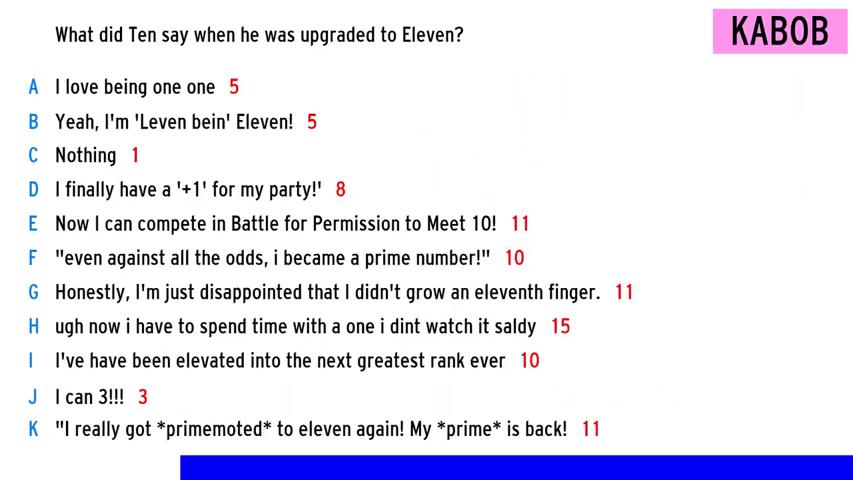 What did Ten say when he was upgraded to Eleven?
KABOB
A I love being one one 5
B Yeah, I'm 'Leven bein' Eleven! 5
C Nothing 1
D I finally have a '+1' for my party!' 8
E Now I can compete in Battle for Permission to Meet 10! 11
F "even against all the odds, i became a prime number!" 10
G Honestly, I'm just disappointed that I didn't grow an eleventh finger. 11
H ugh now i have to spend time with a one i dint watch it saldy 15
I I've have been elevated into the next greatest rank ever 10
J I can 3!!! 3
K "I really got *primemoted* to eleven again! My *prime* is back! 11